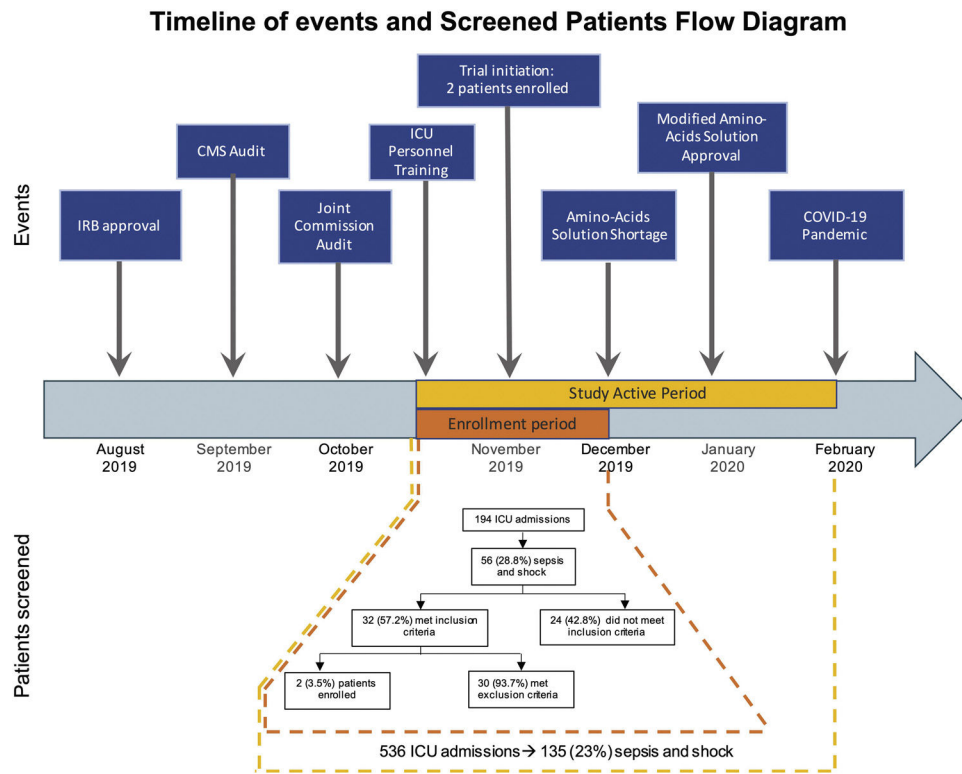 Timeline of events and Screened Patients Flow Diagram
Trial initiation:
2 patients enrolled
Modified Amino-
Acids Solution
Approval
CMS Audit
ICU
Personnel
Training
IRB approval
Joint
Commission
Audit
Amino-Acids
Solution Shortage
COVID-19
Pandemic
Events
Study Active Period
Enrollment period
August
2019
September
2019
October
2019
November
2019
December
2019
January
2020
February
2020
Patients screened
194 ICU admissions
56 (28.8%) sepsis
and shock
32 (57.2%) met inclusion
criteria
24 (42.8%) did not meet
inclusion criteria
2 (3.5%) patients
enrolled
30 (93.7%) met
exclusion criteria
536 ICU admissions→ 135 (23%) sepsis and shock